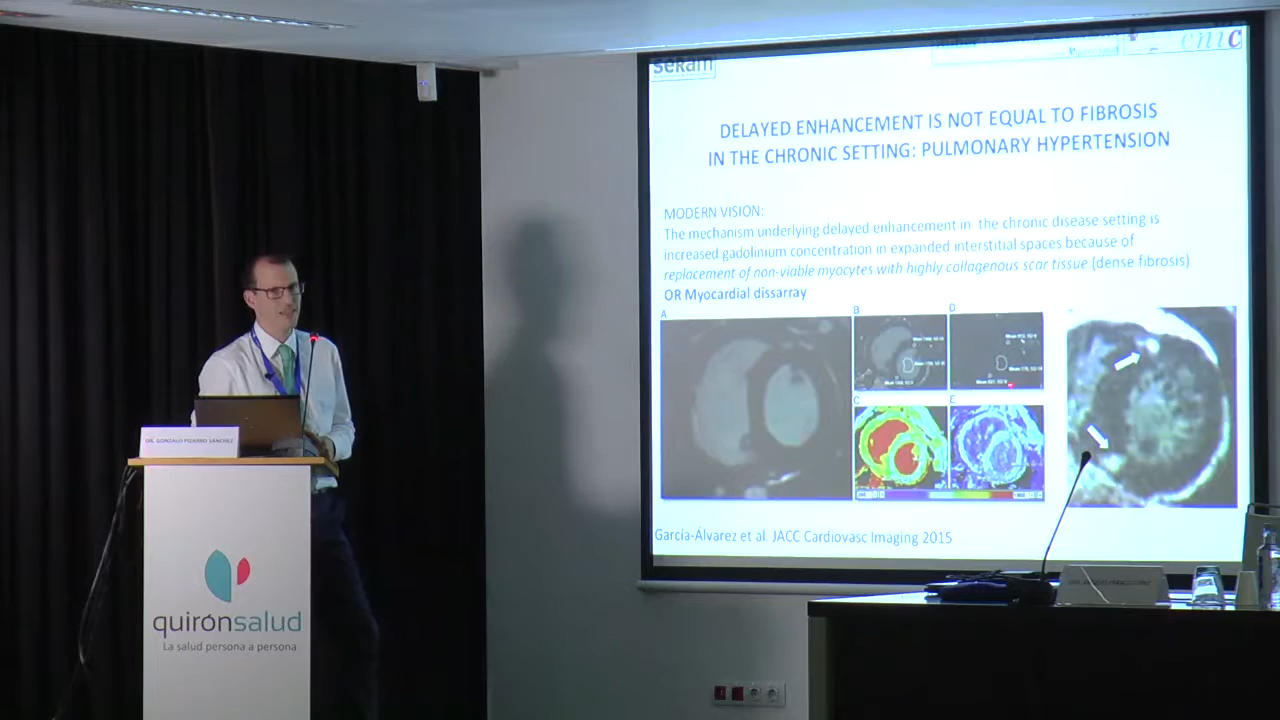 sekam
cnic
DELAYED ENHANCEMENT IS NOT EQUAL TO FIBROSIS
IN THE CHRONIC SETTING: PULMONARY HYPERTENSION
MODERN VISION:
The mechanism underlying delayed enhancement in the chronic disease setting is
increased gadolinium concentration in expanded interstitial spaces because of
replacement of non-viable myocytes with highly collagenous scar tissue (dense fibrosis)
OR Myocardial dissarray
A
B
D
C
E
García-Álvarez et al. JACC Cardiovasc Imaging 2015
DR. GONZALO PIZARRO SÁNCHEZ
quirónsalud
La salud persona a persona